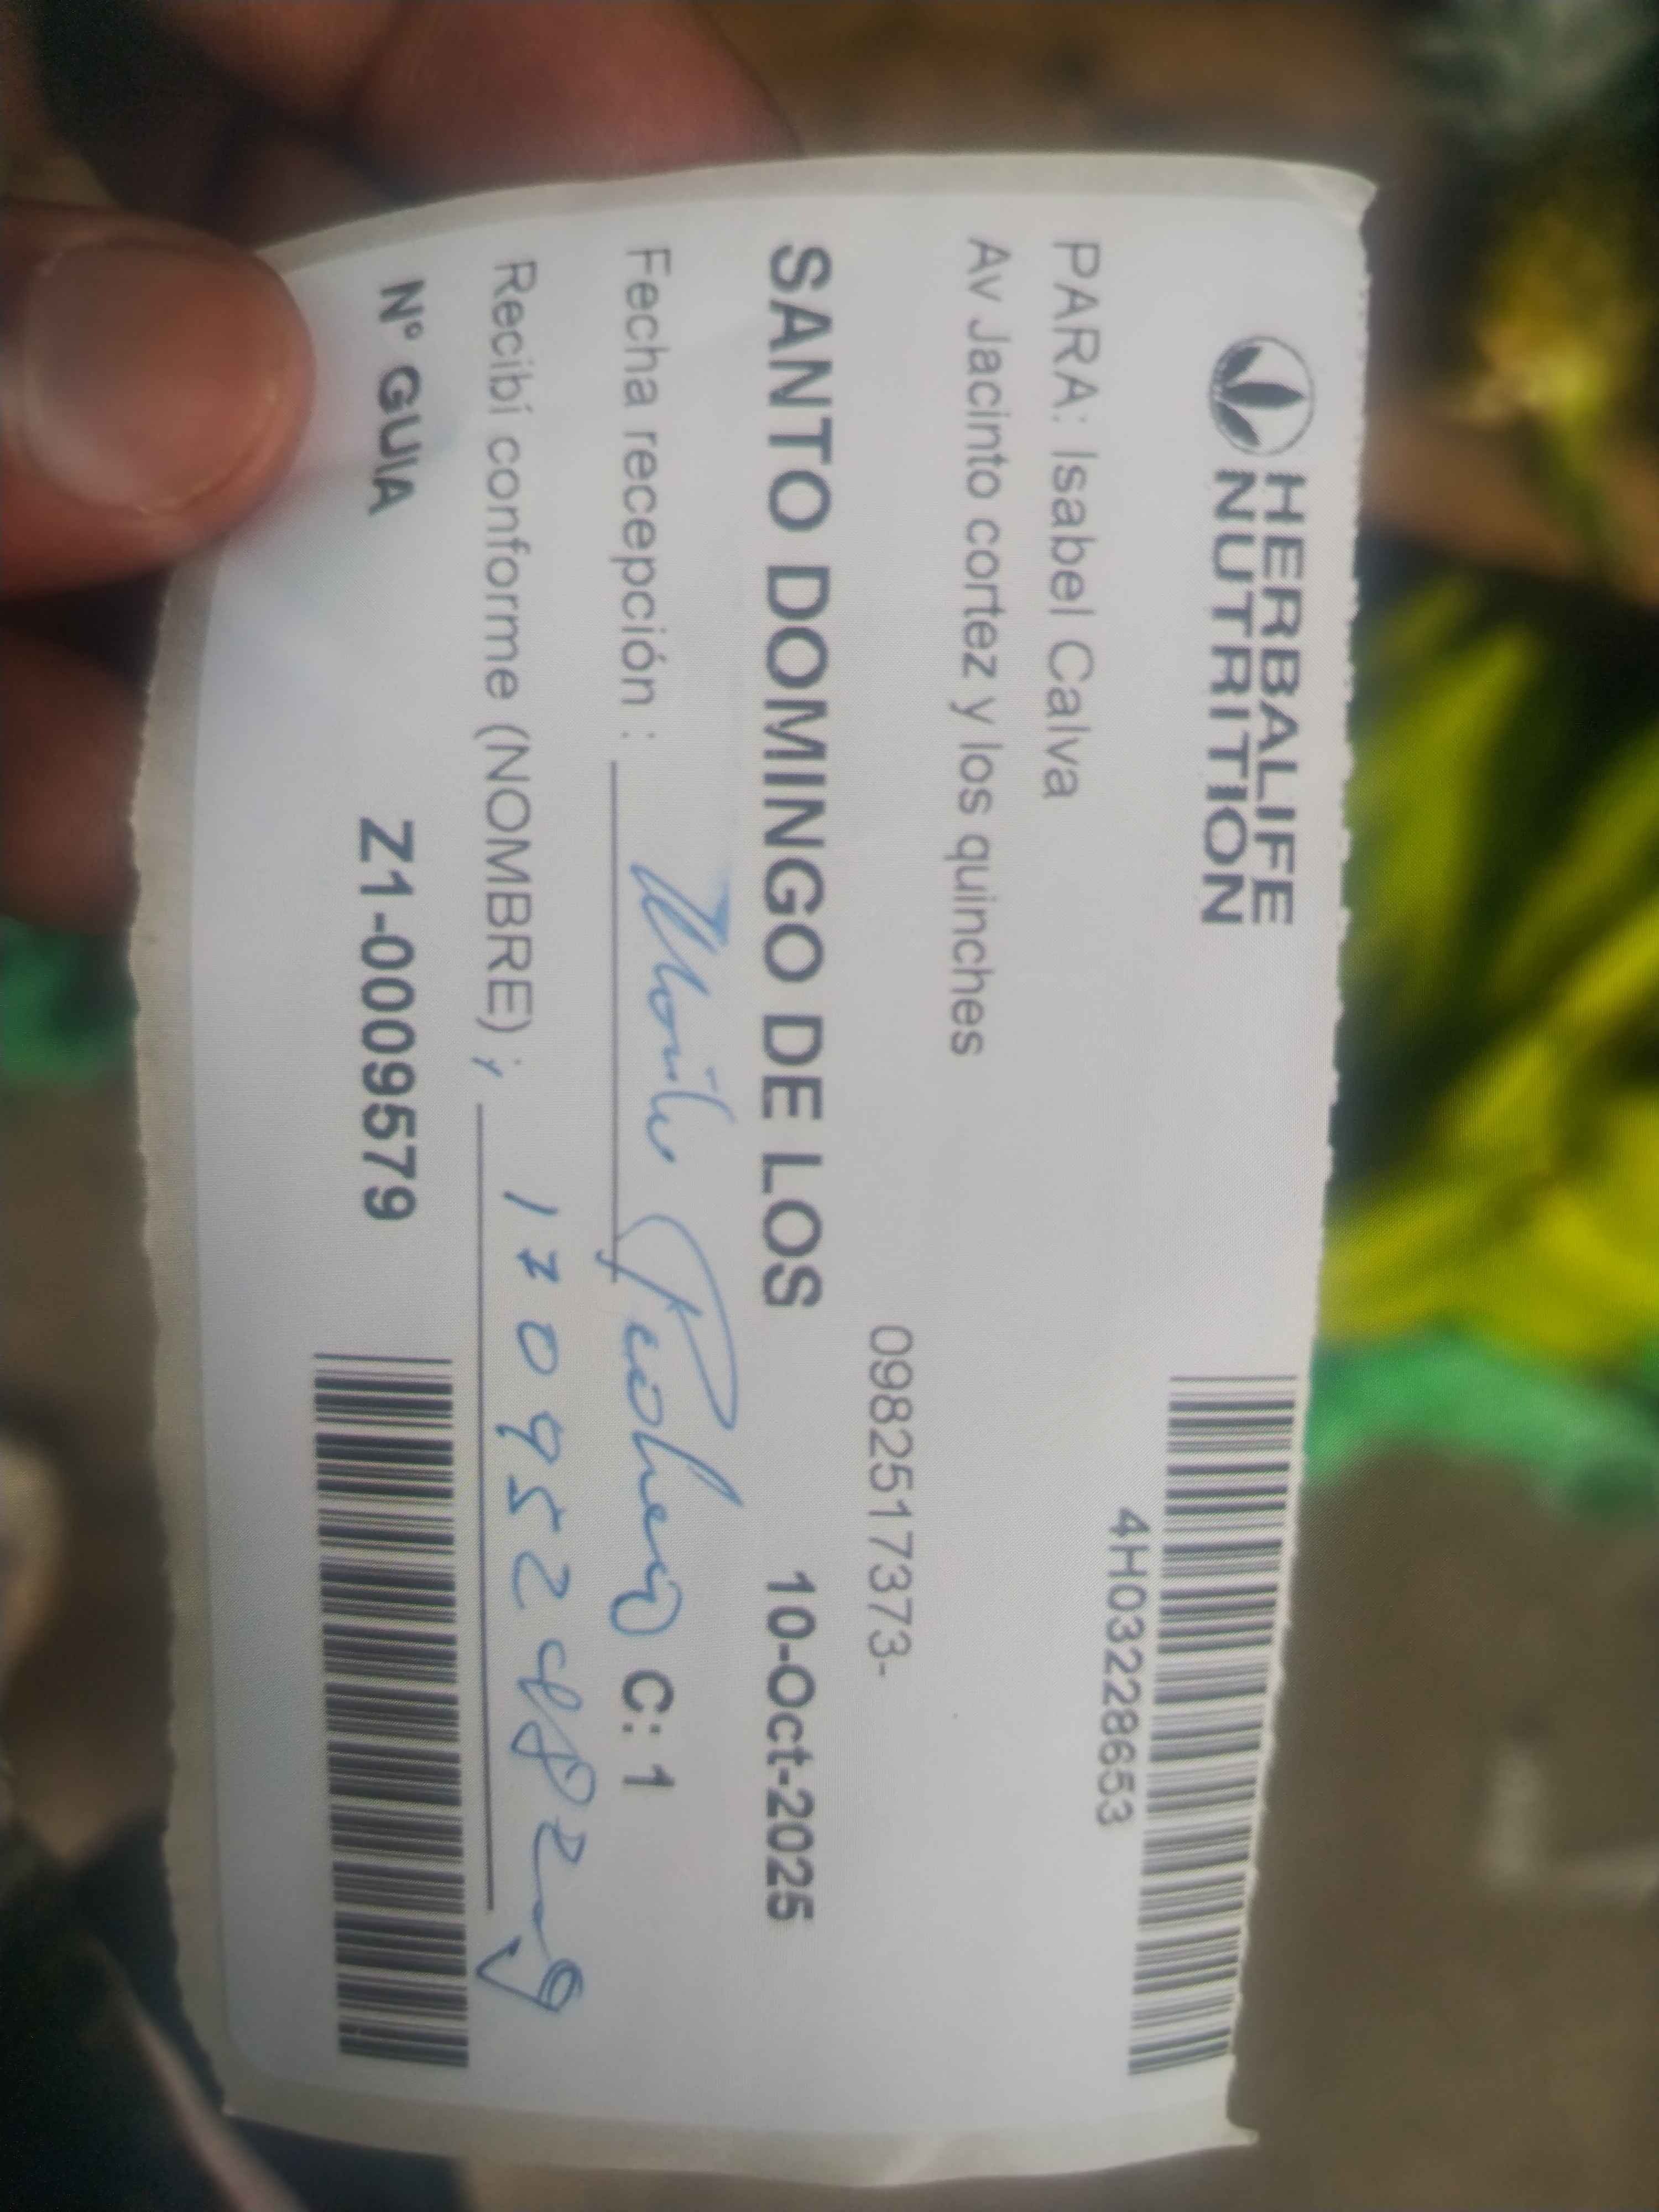 HERBALIFE
NUTRITION
4H03228653
PARA: Isabel Calva
Av Jacinto cortez y los quinches
0982517373-
SANTO DOMINGO DE LOS 10-Oct-2025
Fecha recepción : C: 1
Recibí conforme (NOMBRE) ;
Nº GUIA Z1-0009579